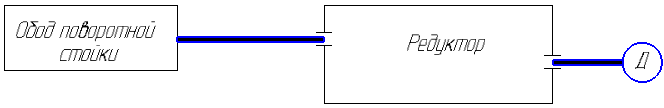 Обод поворотной
стойки
Редуктор
Д